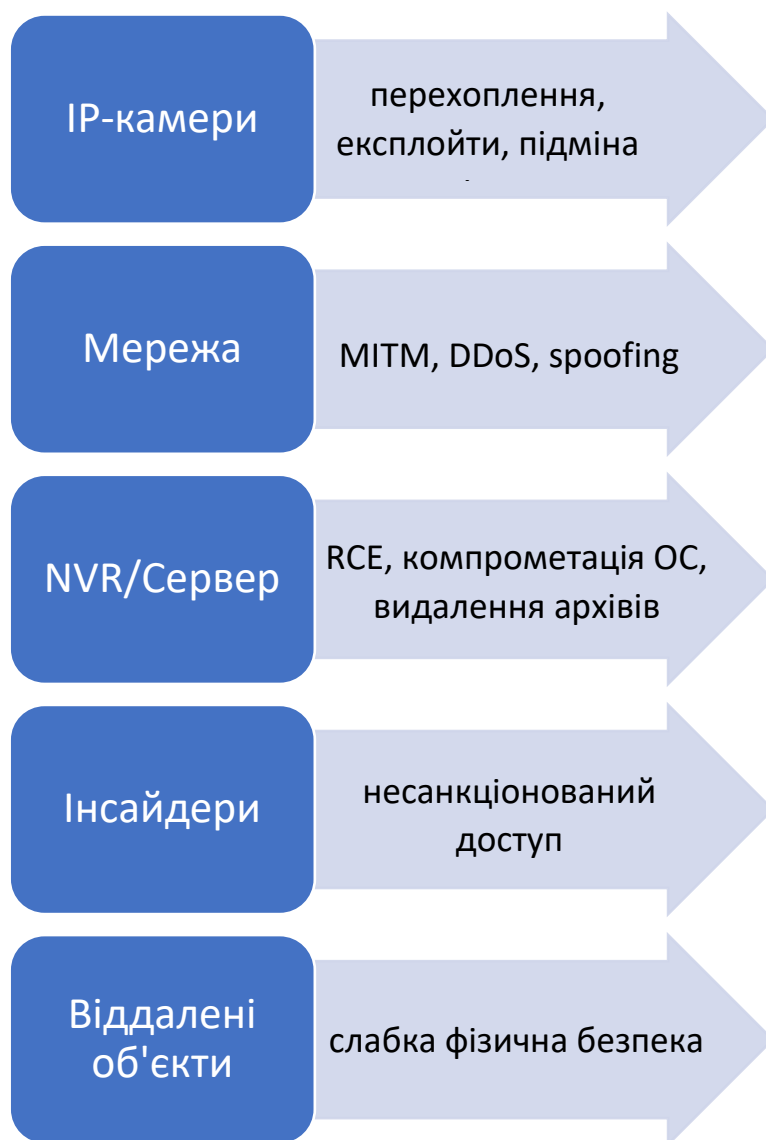 IP-камери
перехоплення,
експлойти, підміна
Мережа
MITM, DDoS, spoofing
NVR/Сервер
RCE, компрометація ОС,
видалення архівів
Інсайдери
несанкціонований
доступ
Віддалені
об'єкти
слабка фізична безпека